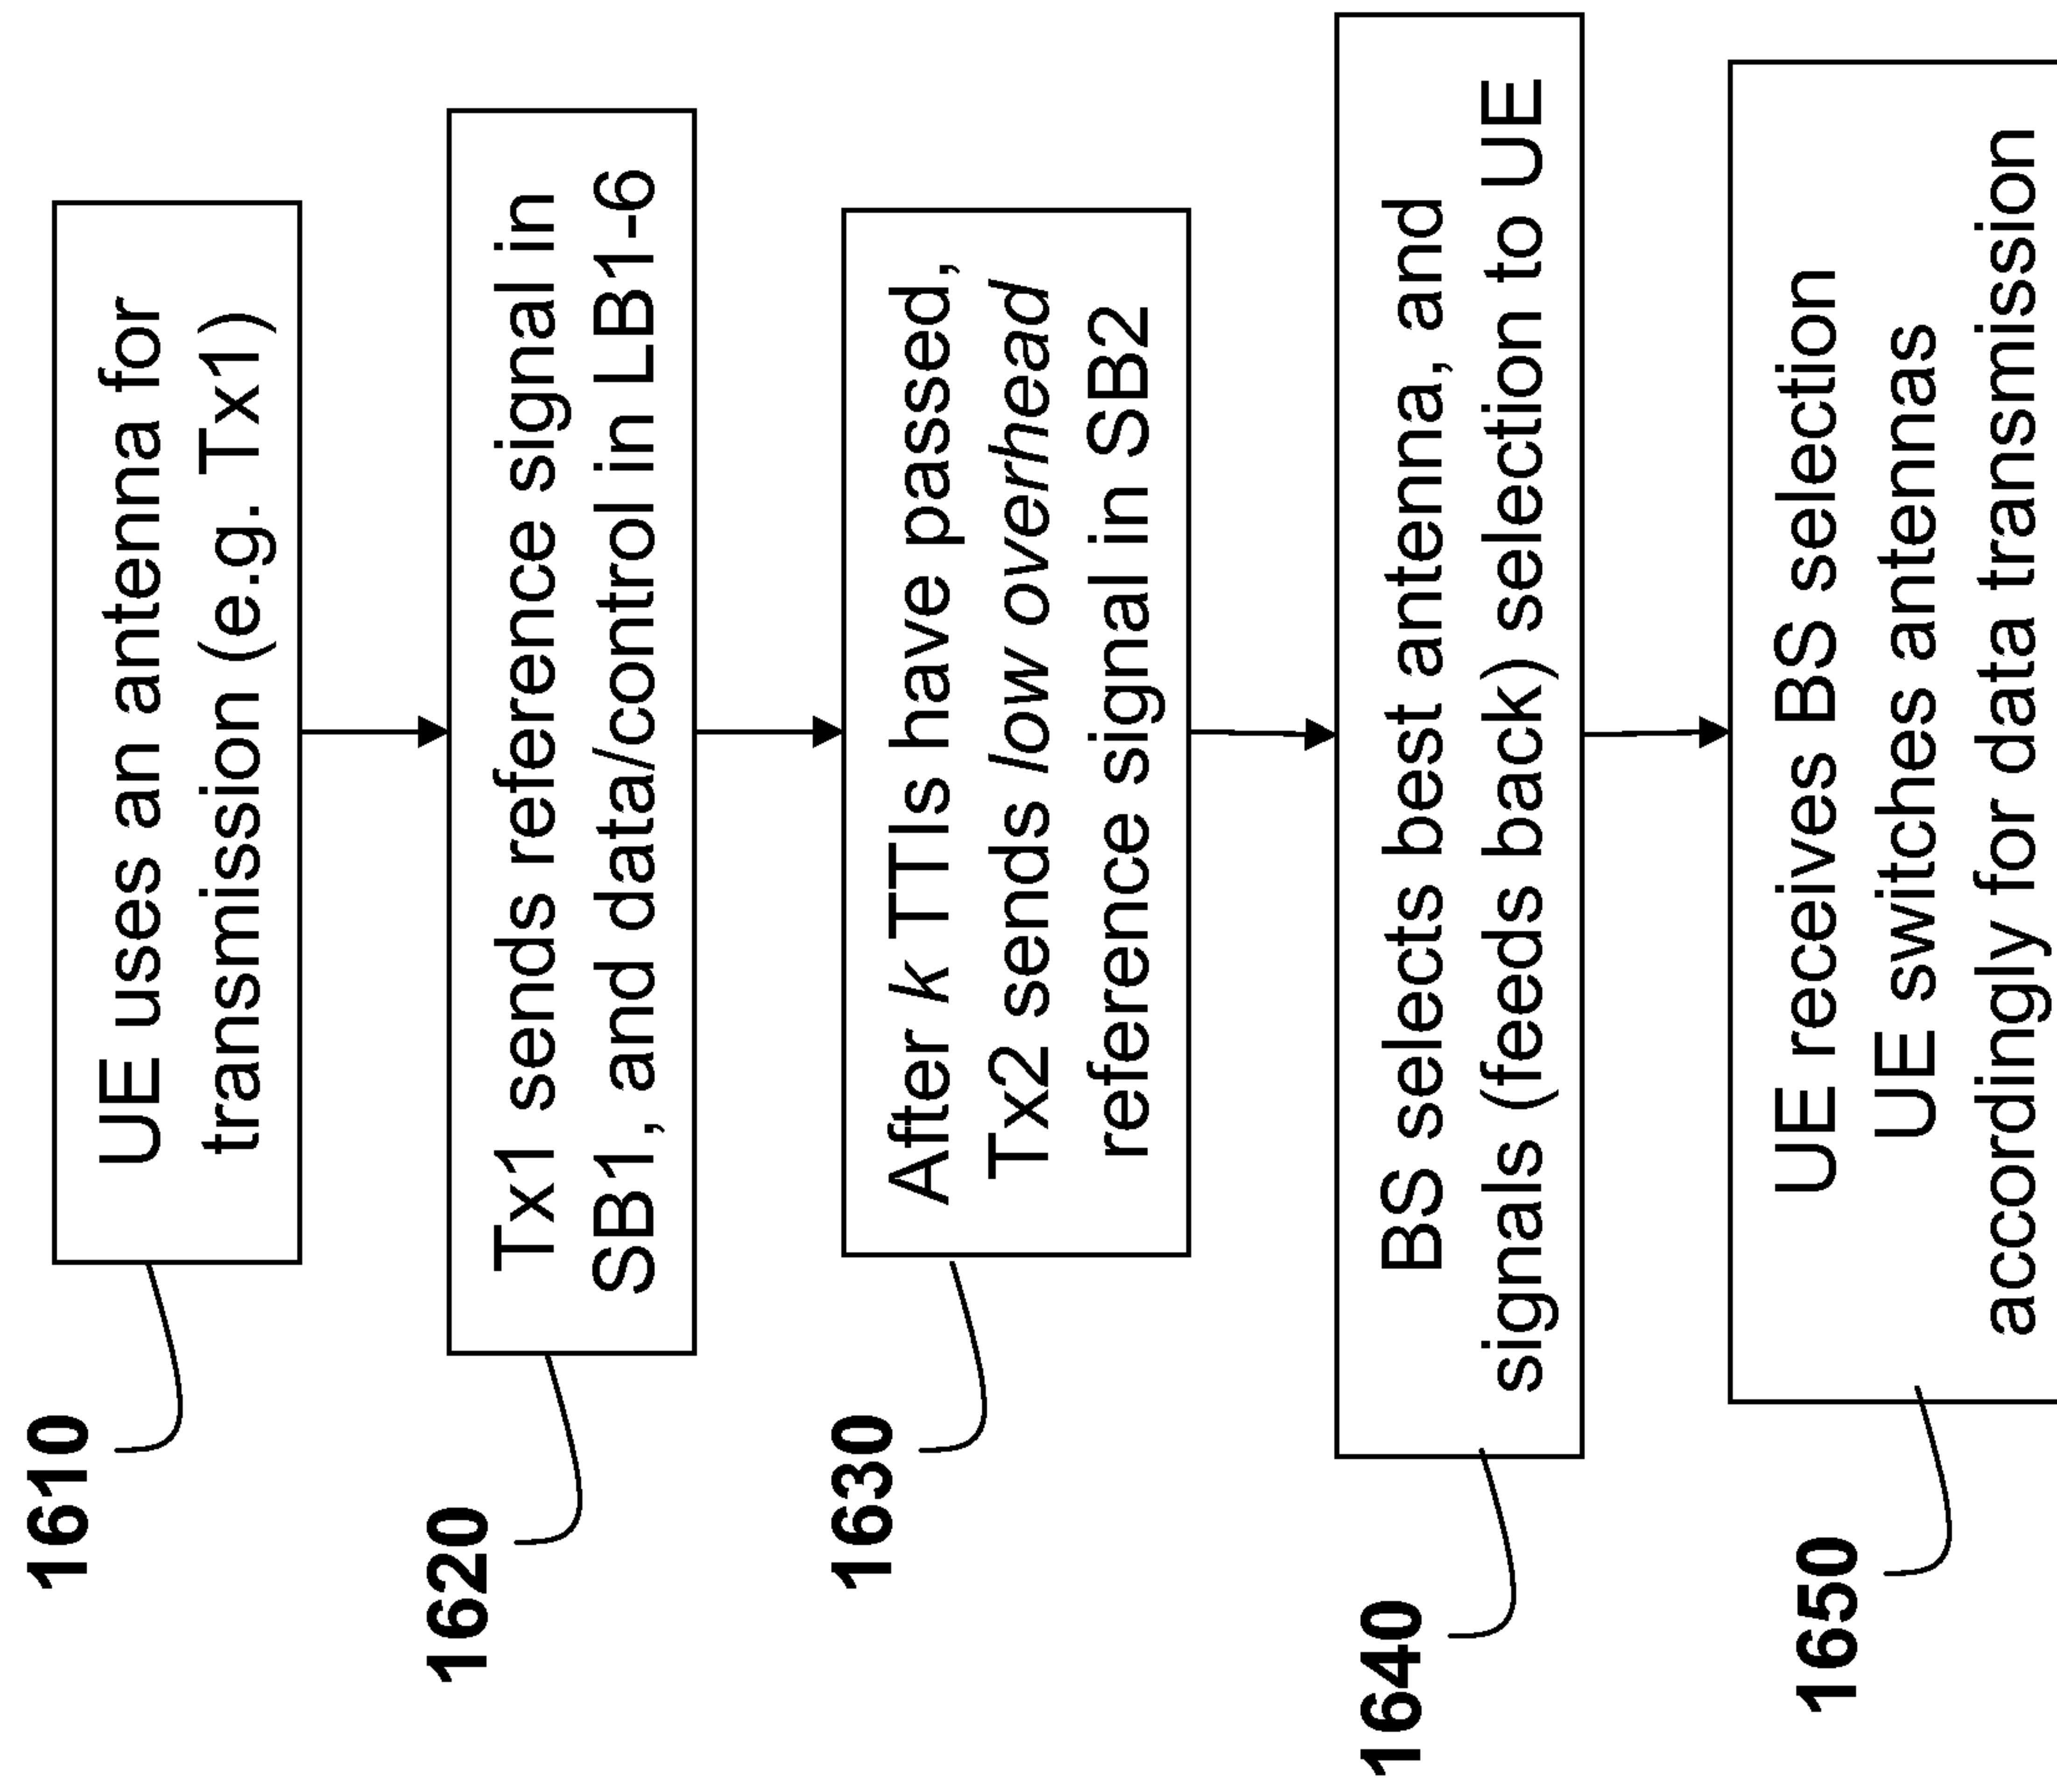 1610
UE uses an antenna for
transmission (e.g. Tx1)
1620
Tx1 sends reference signal in
SB1, and data/control in LB1-6
1630
After k TTIs have passed,
Tx2 sends low overhead
reference signal in SB2
1640
BS selects best antenna, and
signals (feeds back) selection to UE
1650
UE receives BS selection
UE switches antennas
accordingly for data transmission